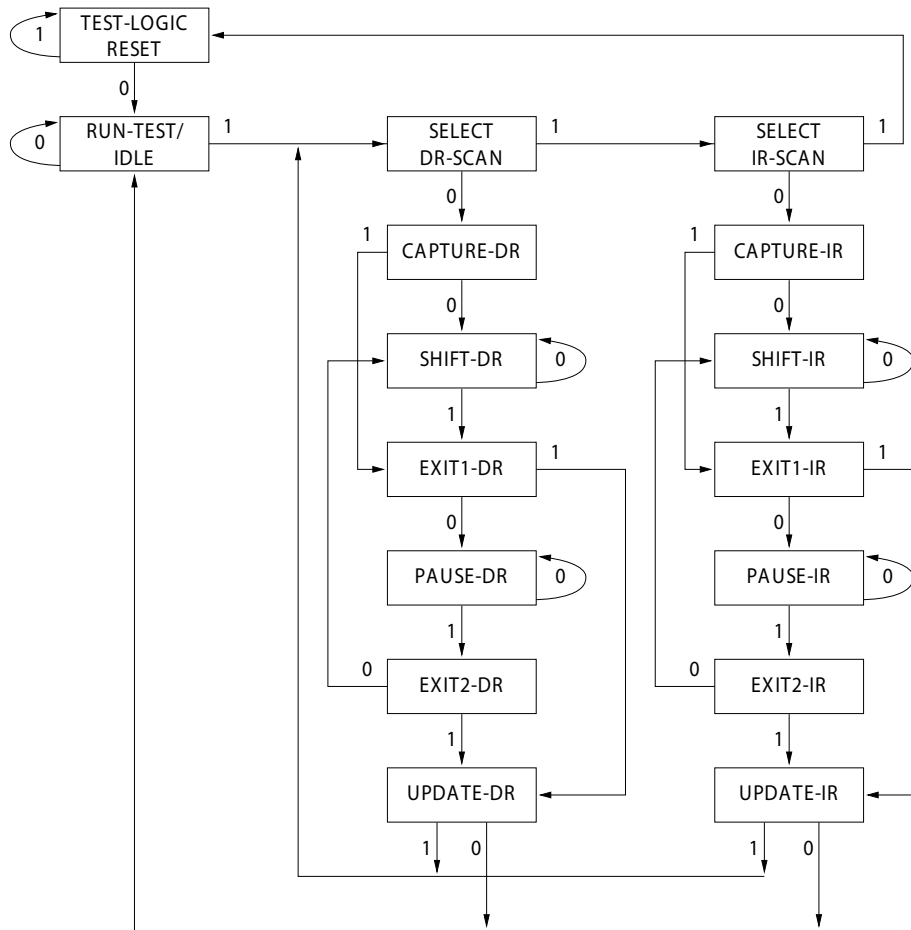 TEST-LOGIC
RESET
1
0
RUN-TEST/
IDLE
0
1
SELECT
DR-SCAN
1
SELECT
IR-SCAN
1
0
0
1
CAPTURE-DR
1
CAPTURE-IR
0
0
SHIFT-DR
0
SHIFT-IR
0
1
1
EXIT1-DR
1
EXIT1-IR
1
0
0
PAUSE-DR
0
PAUSE-IR
0
1
1
0
EXIT2-DR
0
EXIT2-IR
1
1
UPDATE-DR
UPDATE-IR
1
0
1
0